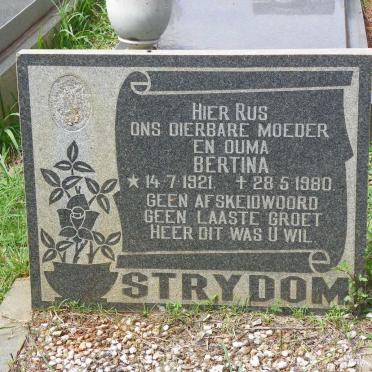 HIER RUS
ONS DIERBARE MOEDER
EN OUMA
BERTINA
★ 14·7·1921 ✝ 28·5·1980
GEEN AFSKEIDWOORD
GEEN LAASTE GROET
HEER DIT WAS U WIL
STRYDOM